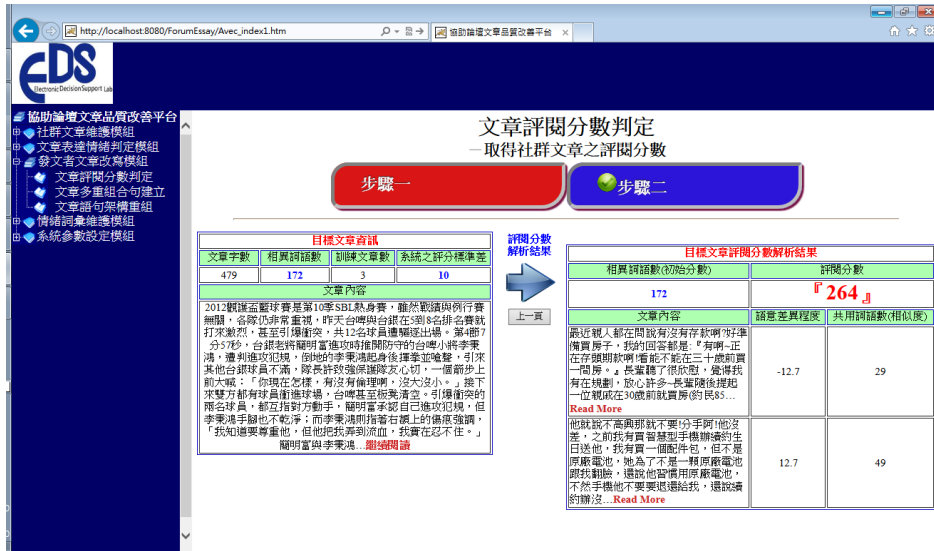 http://localhost:8080/ForumEssay/Avec_index1.htm
協助論壇文章品質改善平台
EDS
Electronic Decision Support Lab
協助論壇文章品質改善平台
社群文章維護模組
文章表達情緒判定模組
發文者文章改寫模組
文章評閱分數判定
文章多重組合句建立
文章語句架構重組
情緒詞彙維護模組
系統參數設定模組
文章評閱分數判定
－取得社群文章之評閱分數
步驟一
步驟二
目標文章資訊
文章字數 相異詞語數 訓練文章數 系統之評分標準差
479 172 3 10
文章內容
2012觀護盃籃球賽是第10季SBL熱身賽，雖然戰績與例行賽
無關，各隊仍非常重視，昨天台啤與台銀在5到8名排名賽就
打來激烈，甚至引爆衝突，共12名球員遭驅逐出場。第4節7
分57秒，台銀老將簡明富進攻時推開防守的台啤小將李秉
鴻，遭判進攻犯規，倒地的李秉鴻起身後揮拳並嗆聲，引來
其他台銀球員不滿，隊長許致強保護隊友心切，一個箭步上
前大喊：「你現在怎樣，有沒有倫理啊，沒大沒小。」接下
來雙方都有球員衝進球場，台啤甚至板凳清空。引爆衝突的
兩名球員，都互指對方動手，簡明富承認自己進攻犯規，但
李秉鴻手腳也不乾淨；而李秉鴻則指著右額上的傷痕強調，
「我知道要尊重他，但他把我弄到流血，我實在忍不住。」
簡明富與李秉鴻...繼續閱讀
評閱分數
解析結果
上一頁
目標文章評閱分數解析結果
相異詞語數(初始分數) 評閱分數
172 『264』
文章內容 語意差異程度 共用詞語數(相似度)
最近親人都在問說有沒有存款啊?好準
備買房子，我的回答都是:『有啊~正
在存頭期款啊!看能不能在三十歲前買
一間房。』長輩聽了很欣慰，覺得我
有在規劃，放心許多~長輩隨後提起
一位親戚在30歲前就買房(約民85...
Read More
-12.7 29
他就說不高興那就不要!分手阿!他沒
差，之前我有買智慧型手機辦續約生
日送他，我有買一個配件包，但不是
原廠電池，她為了不是一顆原廠電池
跟我翻臉，還說他習慣用原廠電池，
不然手機他不要要退還給我，還說續
約辦沒...Read More
12.7 49